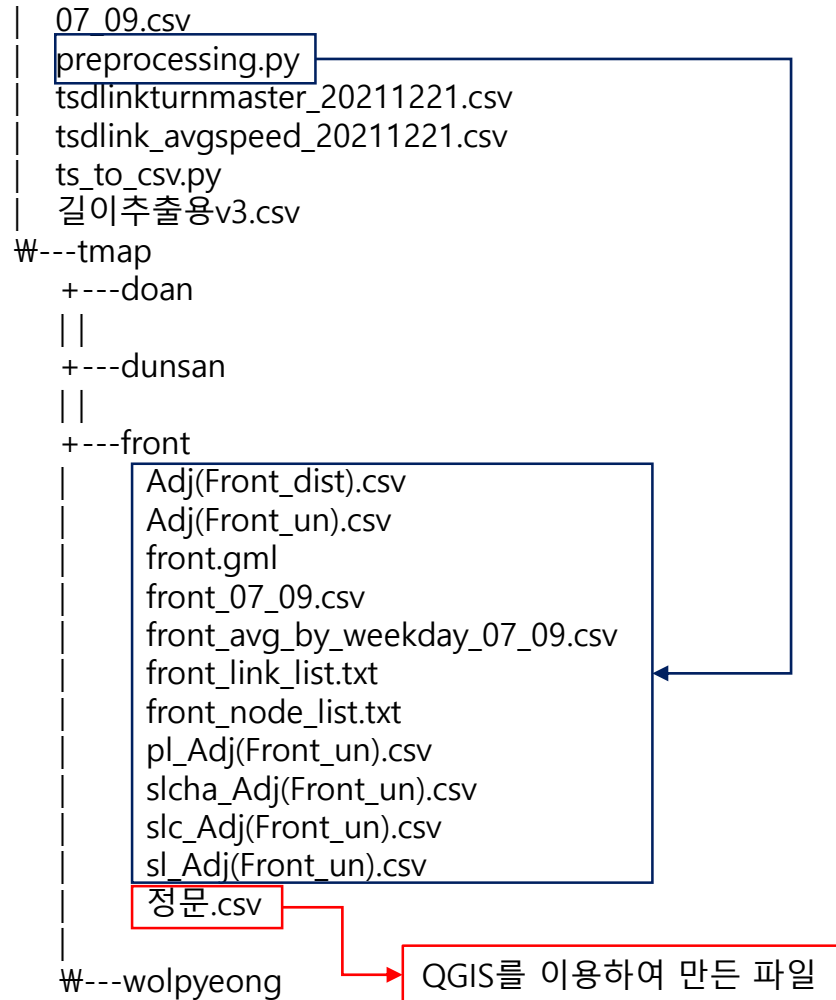 | 07_09.csv
| preprocessing.py
| tsdlinkturnmaster_20211221.csv
| tsdlink_avgspeed_20211221.csv
| ts_to_csv.py
| 길이추출용v3.csv
₩---tmap
+---doan
| |
+---dunsan
| |
+---front
| Adj(Front_dist).csv
| Adj(Front_un).csv
| front.gml
| front_07_09.csv
| front_avg_by_weekday_07_09.csv
| front_link_list.txt
| front_node_list.txt
| pl_Adj(Front_un).csv
| slcha_Adj(Front_un).csv
| slc_Adj(Front_un).csv
| sl_Adj(Front_un).csv
| 정문.csv
|
₩---wolpyeong
QGIS를 이용하여 만든 파일